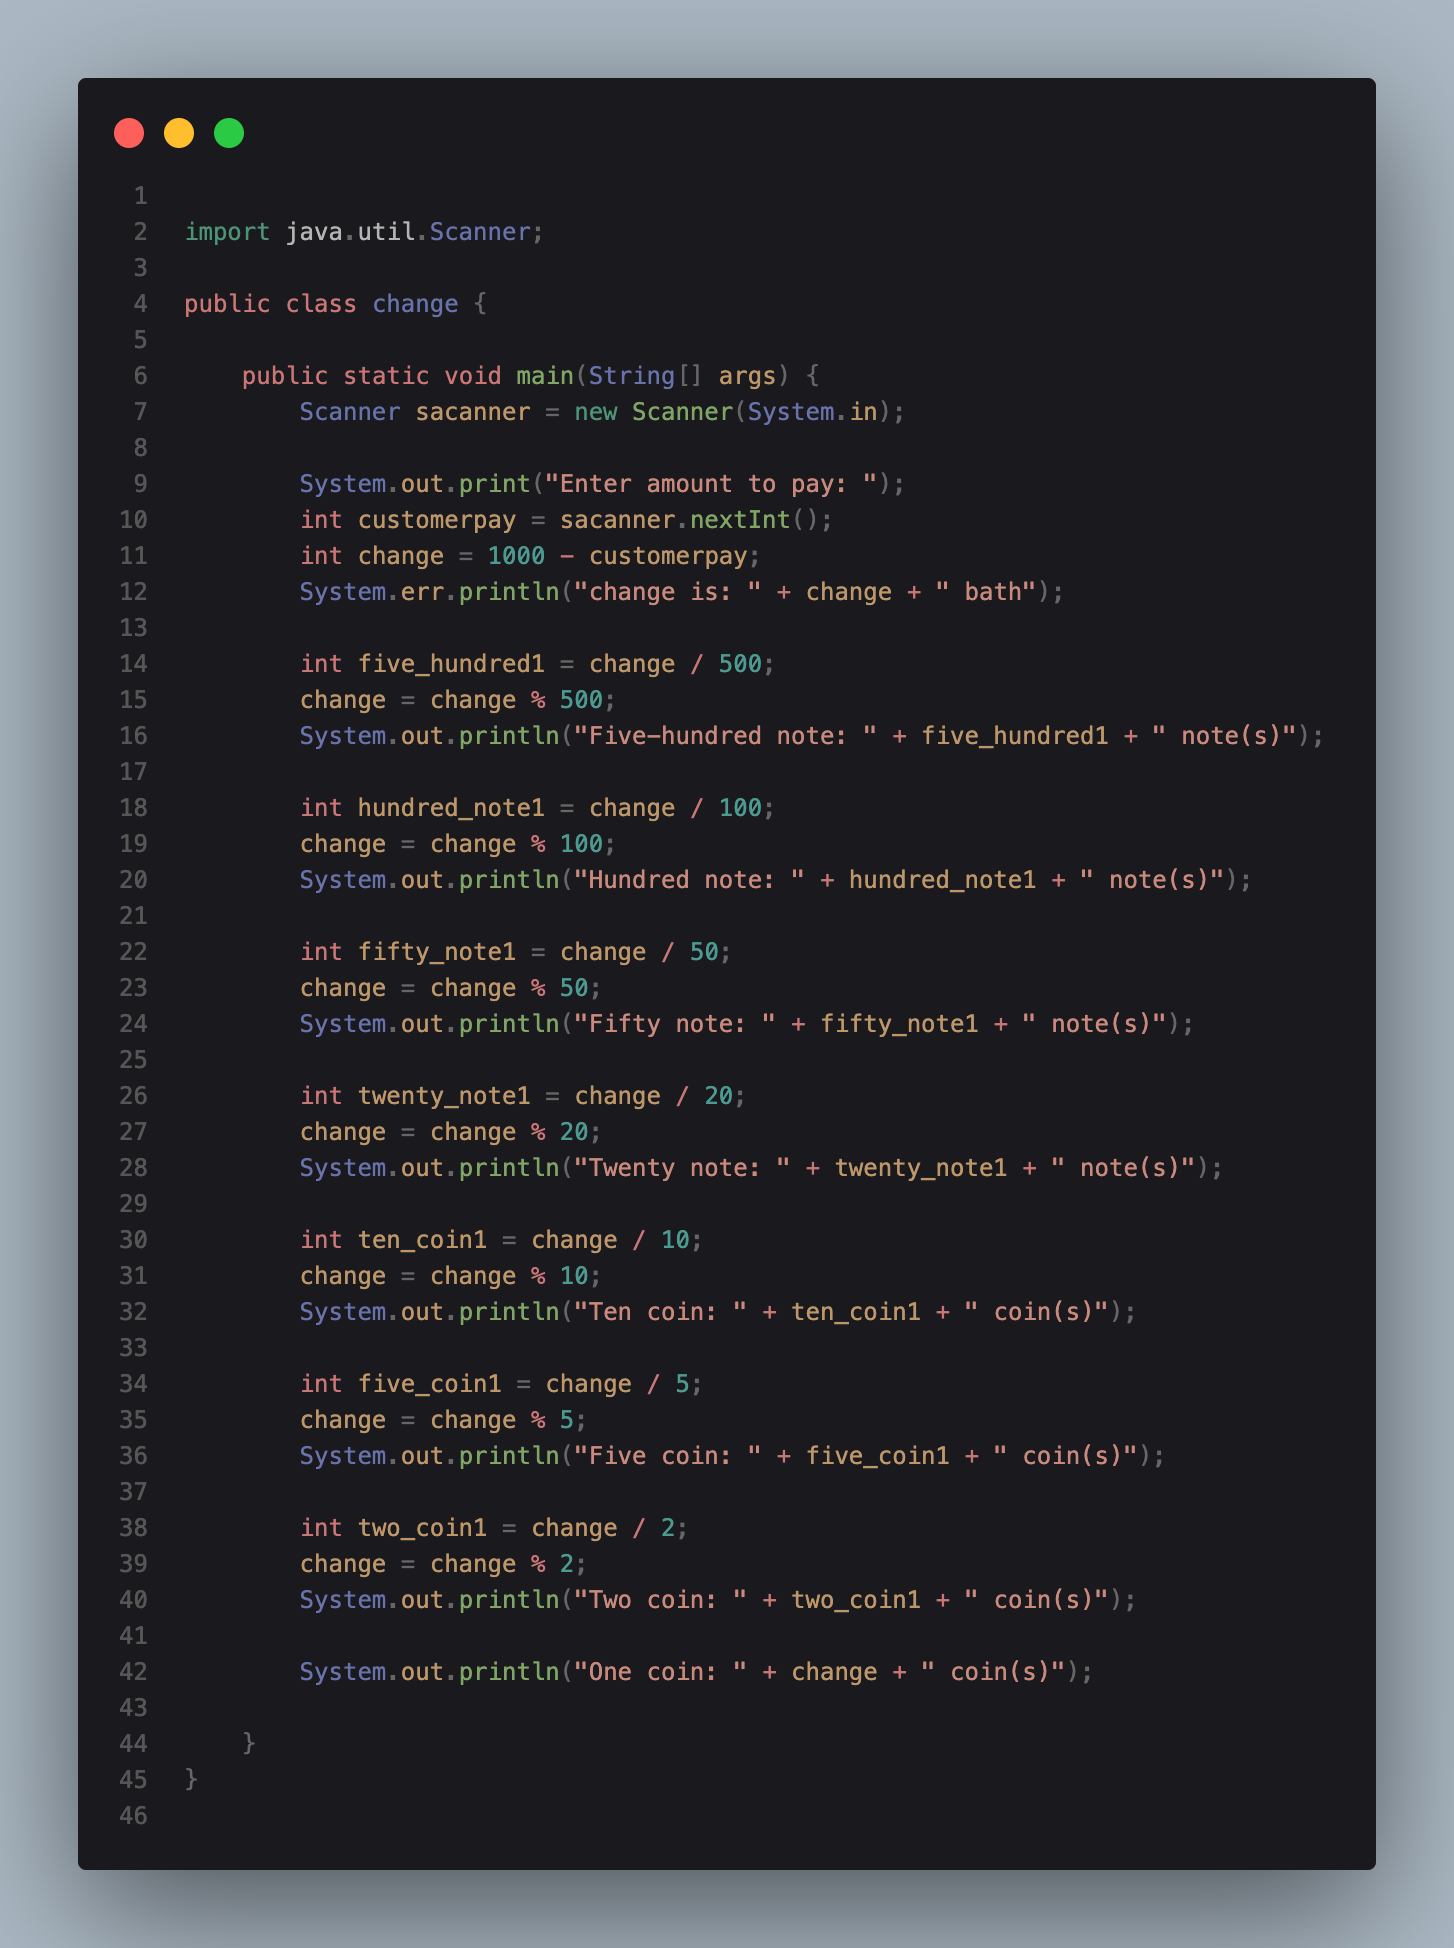 1
2 import java.util.Scanner;
3
4 public class change {
5
6     public static void main(String[] args) {
7         Scanner sacanner = new Scanner(System.in);
8
9         System.out.print("Enter amount to pay: ");
10         int customerpay = sacanner.nextInt();
11         int change = 1000 - customerpay;
12         System.err.println("change is: " + change + " bath");
13
14         int five_hundred1 = change / 500;
15         change = change % 500;
16         System.out.println("Five-hundred note: " + five_hundred1 + " note(s)");
17
18         int hundred_note1 = change / 100;
19         change = change % 100;
20         System.out.println("Hundred note: " + hundred_note1 + " note(s)");
21
22         int fifty_note1 = change / 50;
23         change = change % 50;
24         System.out.println("Fifty note: " + fifty_note1 + " note(s)");
25
26         int twenty_note1 = change / 20;
27         change = change % 20;
28         System.out.println("Twenty note: " + twenty_note1 + " note(s)");
29
30         int ten_coin1 = change / 10;
31         change = change % 10;
32         System.out.println("Ten coin: " + ten_coin1 + " coin(s)");
33
34         int five_coin1 = change / 5;
35         change = change % 5;
36         System.out.println("Five coin: " + five_coin1 + " coin(s)");
37
38         int two_coin1 = change / 2;
39         change = change % 2;
40         System.out.println("Two coin: " + two_coin1 + " coin(s)");
41
42         System.out.println("One coin: " + change + " coin(s)");
43
44     }
45 }
46